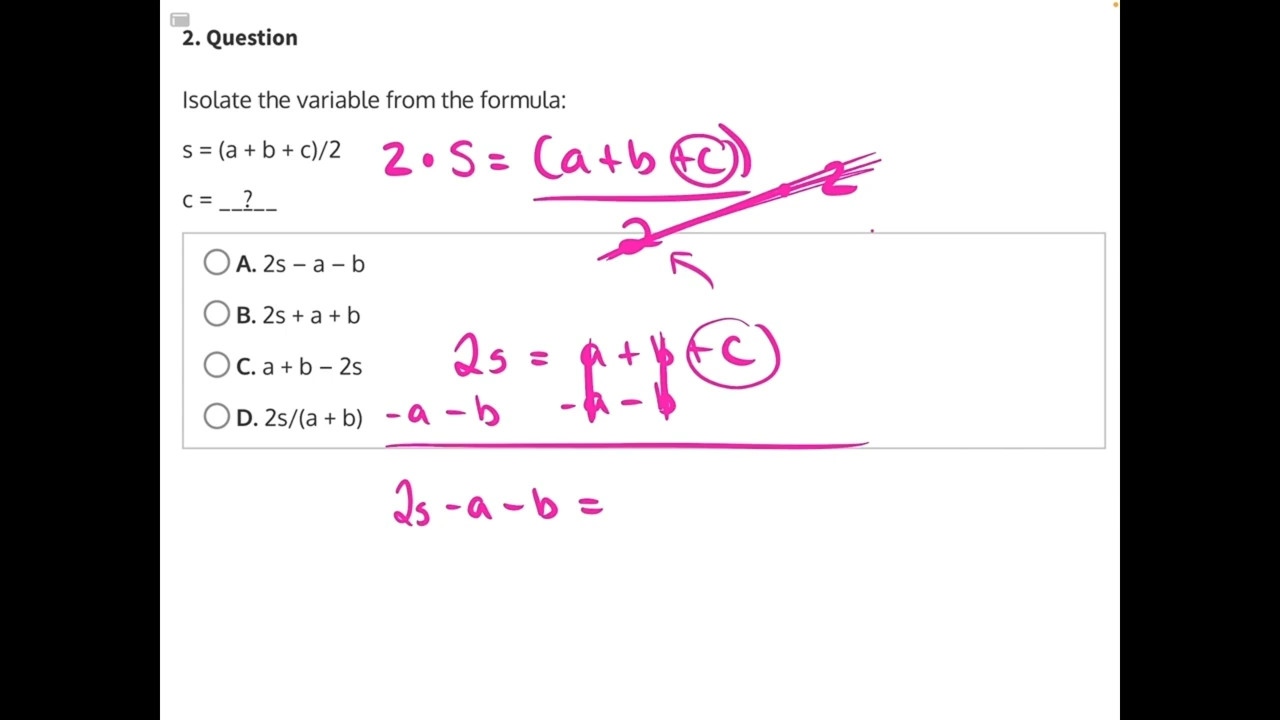 2. Question
Isolate the variable from the formula:
s = (a + b + c)/2
2 • S = (a + b + c))
2 • 2
c = __?__
A. 2s – a – b
B. 2s + a + b
C. a + b – 2s
D. 2s/(a + b)
2s = a + b + c
- a - b - a - b
2s - a - b =